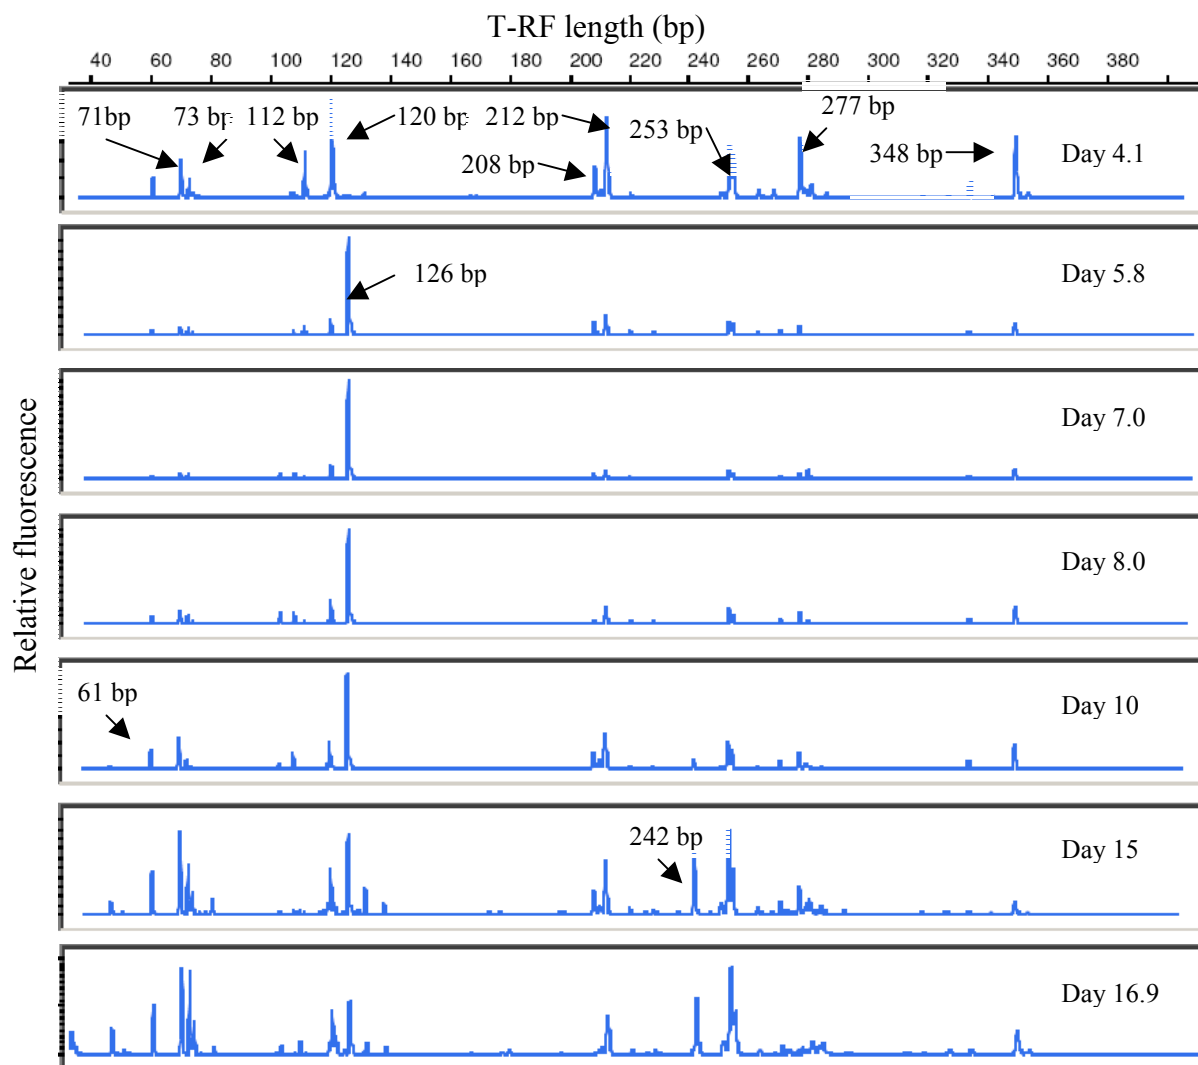 T-RF length (bp)
40 60 80 100 120 140 160 180 200 220 240 260 280 300 320 340 360 380
71bp 73 bp 112 bp 120 bp 212 bp 277 bp
208 bp 253 bp 348 bp Day 4.1
126 bp Day 5.8
Day 7.0
Relative fluorescence
Day 8.0
61 bp Day 10
242 bp Day 15
Day 16.9